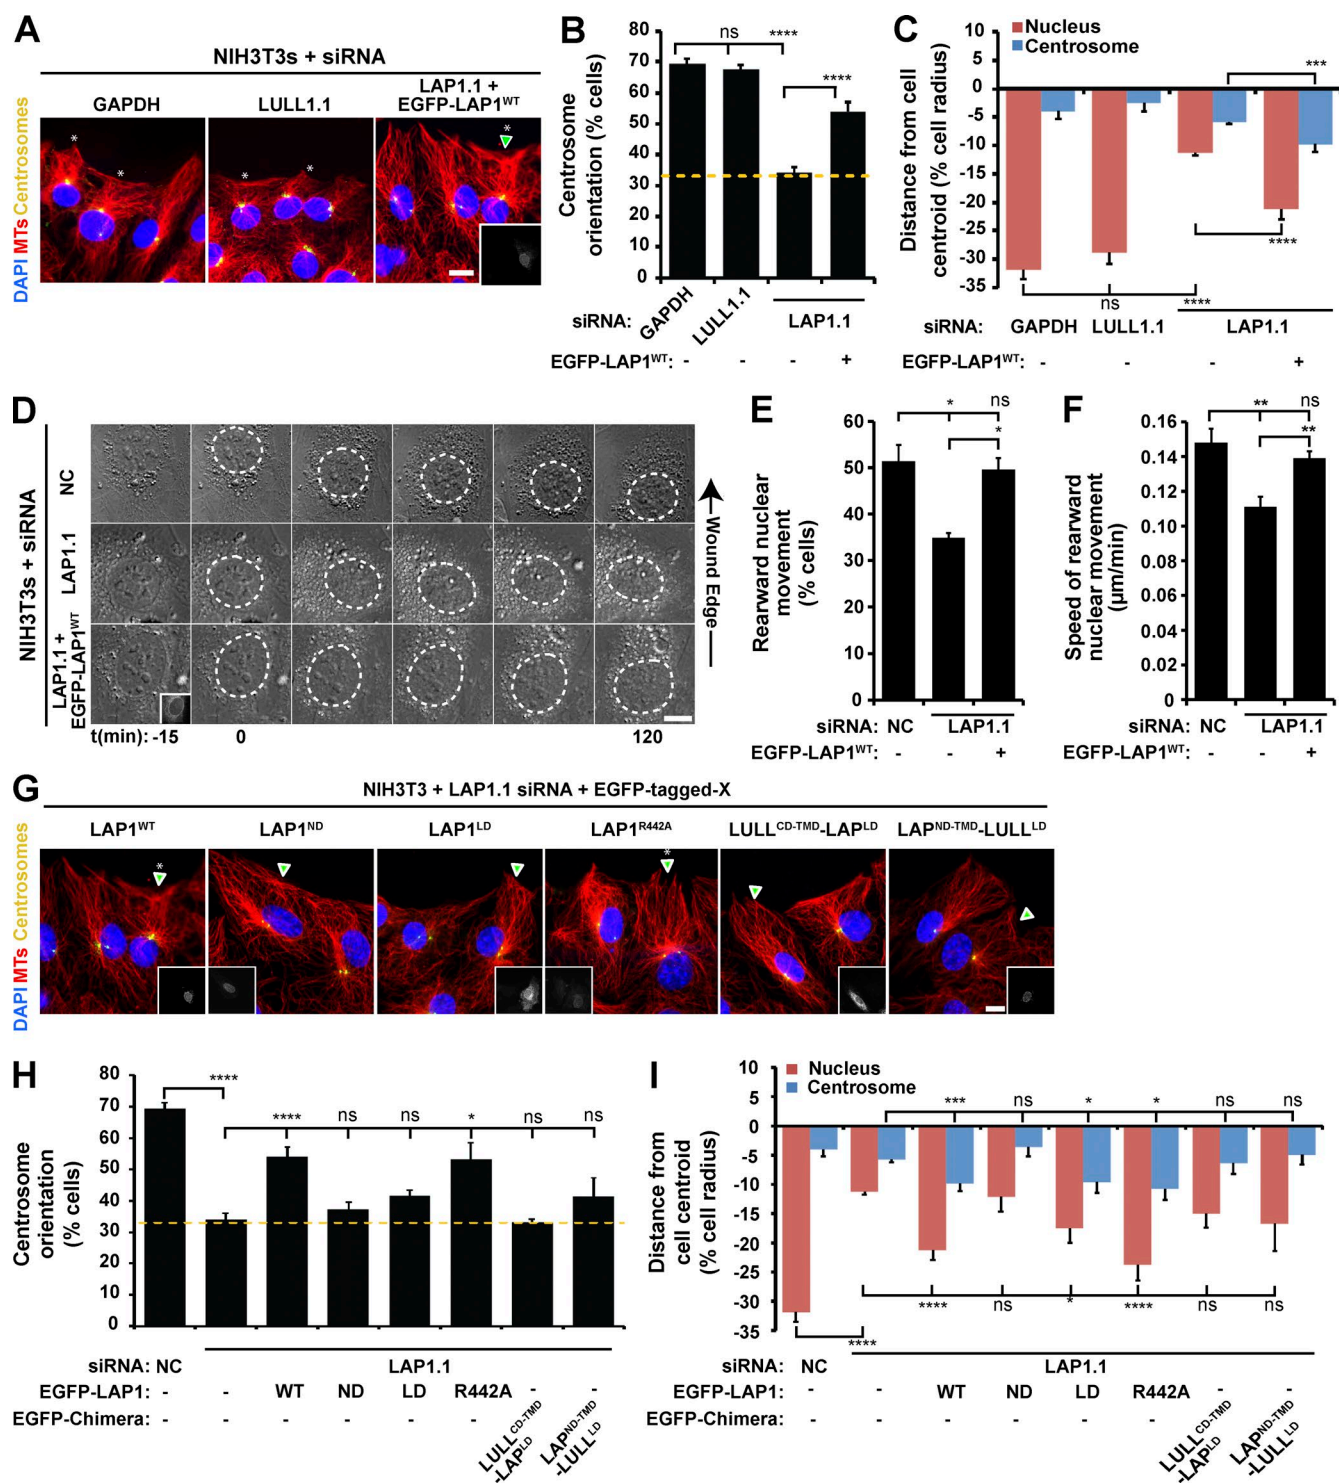 A
NIH3T3s + siRNA
GAPDH
LULL1.1
LAP1.1 +
EGFP-LAP1WT
DAPI MTs Centrosomes
*
*
*
*
*
B
Centrosome
orientation (% cells)
80
70
60
50
40
30
20
10
0
ns
****
****
siRNA:
GAPDH
LULL1.1
LAP1.1
EGFP-LAP1WT: - - - +
C
Nucleus
Centrosome
Distance from cell
centroid (% cell radius)
10
5
0
-5
-10
-15
-20
-25
-30
-35
***
****
ns
****
siRNA: GAPDH LULL1.1 LAP1.1
EGFP-LAP1WT: - - - +
D
NIH3T3s + siRNA
NC
LAP1.1
LAP1.1 +
EGFP-LAP1WT
Wound Edge
t(min): -15 0 120
E
Rearward nuclear
movement
(% cells)
60
50
40
30
20
10
0
*
ns
*
siRNA: NC LAP1.1
EGFP-LAP1WT: - - +
F
Speed of rearward
nuclear movement
(µm/min)
0.16
0.14
0.12
0.10
0.08
0.06
0.04
0.02
0
**
ns
**
siRNA: NC LAP1.1
EGFP-LAP1WT: - - +
G
NIH3T3 + LAP1.1 siRNA + EGFP-tagged-X
LAP1WT LAP1ND LAP1LD LAP1R442A LULLCD-TMD-LAPLD LAPND-TMD-LULLLD
DAPI MTs Centrosomes
*
*
H
Centrosome
orientation
(% cells)
80
70
60
50
40
30
20
10
0
****
****
ns
ns
*
ns
ns
siRNA: NC LAP1.1
EGFP-LAP1: - - WT ND LD R442A - -
EGFP-Chimera: - - - - - -
LULLCD-TMD
-LAPLD
LAPND-TMD
-LULLLD
I
Nucleus
Centrosome
Distance from
cell centroid
(% cell radius)
10
5
0
-5
-10
-15
-20
-25
-30
-35
***
ns
*
*
ns
ns
****
ns
*
****
ns
ns
****
siRNA: NC LAP1.1
EGFP-LAP1: - - WT ND LD R442A - -
EGFP-Chimera: - - - - - -
LULLCD-TMD
-LAPLD
LAPND-TMD
-LULLLD